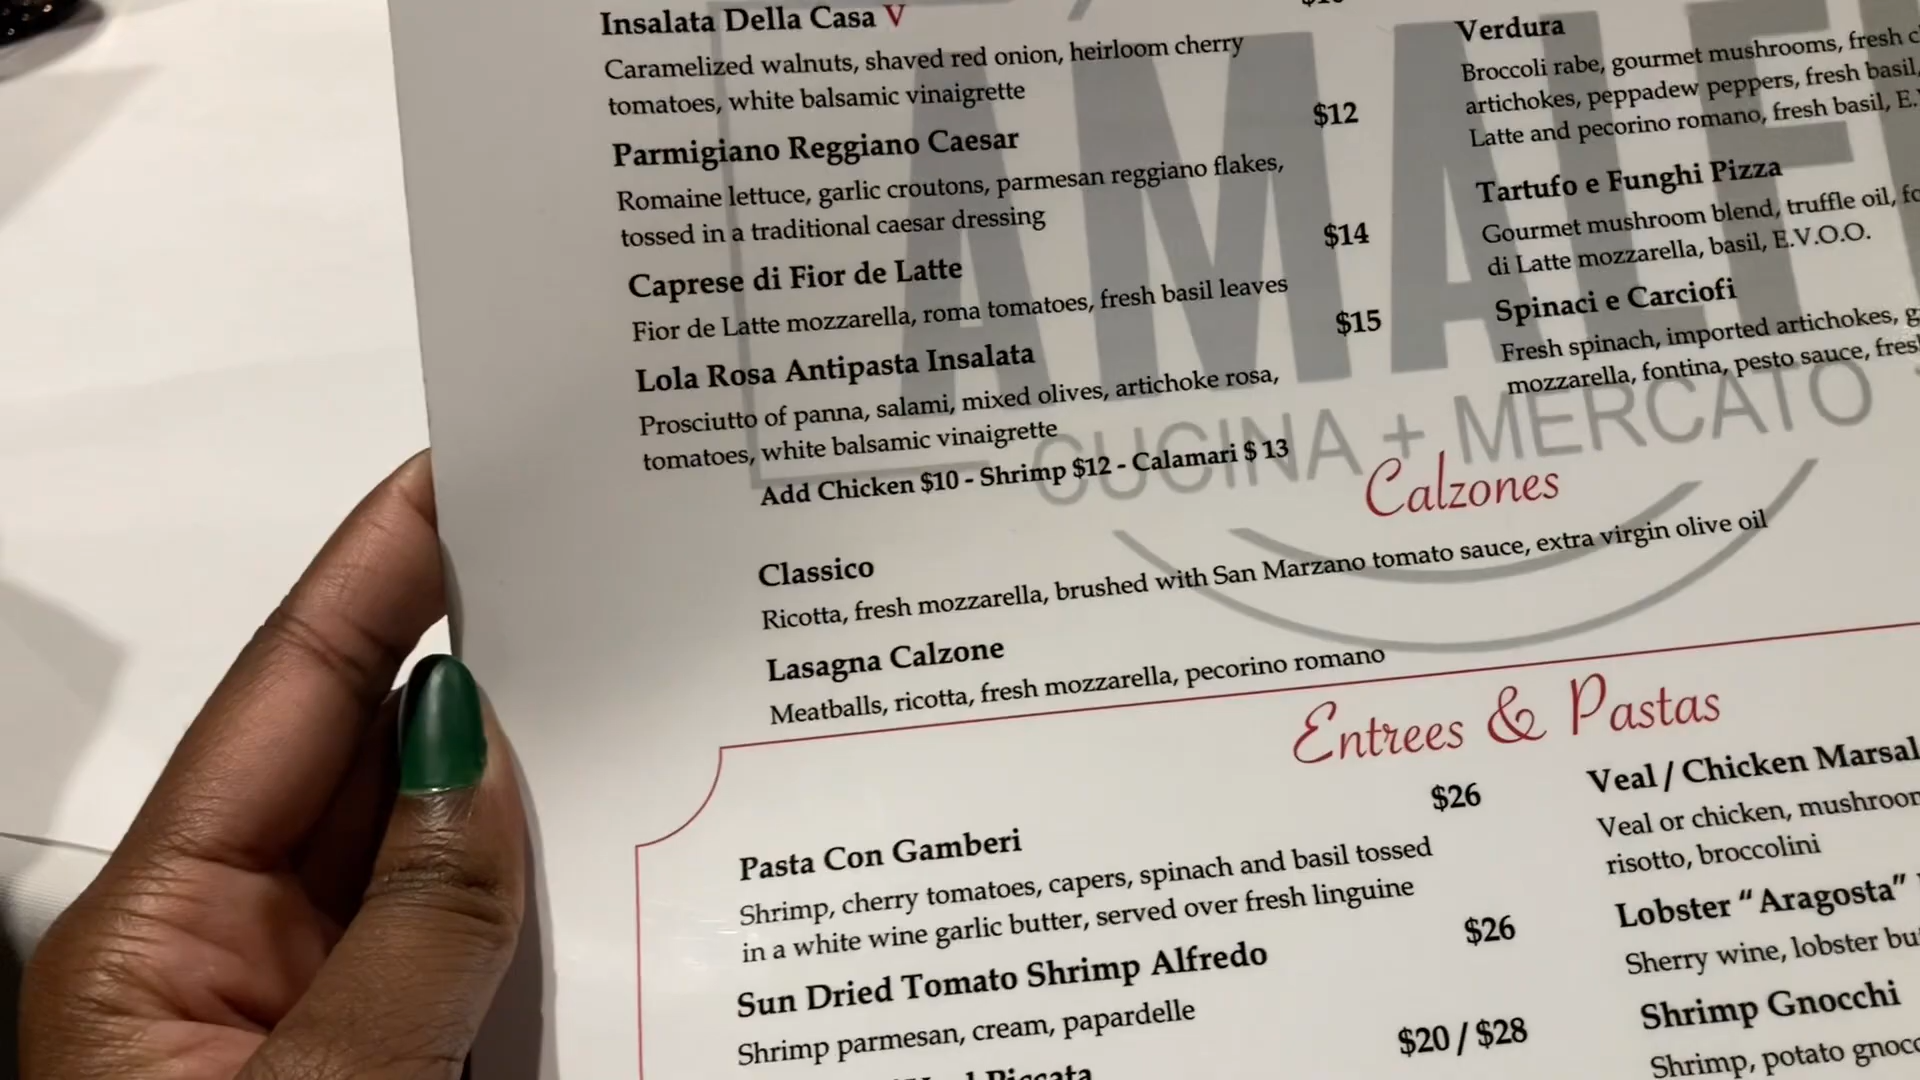 Insalata Della Casa V
Caramelized walnuts, shaved red onion, heirloom cherry
tomatoes, white balsamic vinaigrette
$12
Parmigiano Reggiano Caesar
Romaine lettuce, garlic croutons, parmesan reggiano flakes,
tossed in a traditional caesar dressing
$14
Caprese di Fior de Latte
Fior de Latte mozzarella, roma tomatoes, fresh basil leaves
$15
Lola Rosa Antipasta Insalata
Prosciutto of panna, salami, mixed olives, artichoke rosa,
tomatoes, white balsamic vinaigrette
Add Chicken $10 - Shrimp $12 - Calamari $ 13
Verdura
Broccoli rabe, gourmet mushrooms, fresh
artichokes, peppadew peppers, fresh basil,
Latte and pecorino romano, fresh basil,
Tartufo e Funghi Pizza
Gourmet mushroom blend, truffle oil,
di Latte mozzarella, basil, E.V.O.O.
Spinaci e Carciofi
Fresh spinach, imported artichokes,
mozzarella, fontina, pesto sauce,
AMALF
CUCINA + MERCATO
Calzones
Classico
Ricotta, fresh mozzarella, brushed with San Marzano tomato sauce, extra virgin olive oil
Lasagna Calzone
Meatballs, ricotta, fresh mozzarella, pecorino romano
Entrees & Pastas
$26
Pasta Con Gamberi
Shrimp, cherry tomatoes, capers, spinach and basil tossed
in a white wine garlic butter, served over fresh linguine
$26
Sun Dried Tomato Shrimp Alfredo
Shrimp parmesan, cream, papardelle
$20 / $28
Piccata
Veal / Chicken Marsal
Veal or chicken, mushroom
risotto, broccolini
Lobster “Aragosta”
Sherry wine, lobster
Shrimp Gnocchi
Shrimp, potato